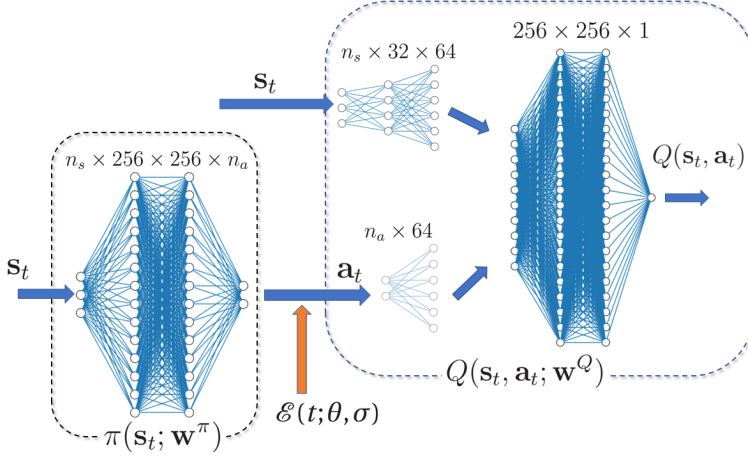 n_s × 32 × 64
256 × 256 × 1
s_t
n_s × 256 × 256 × n_a
Q(s_t, a_t)
n_a × 64
s_t
a_t
Q(s_t, a_t; w^Q)
ℰ(t;θ,σ)
π(s_t; w^π)